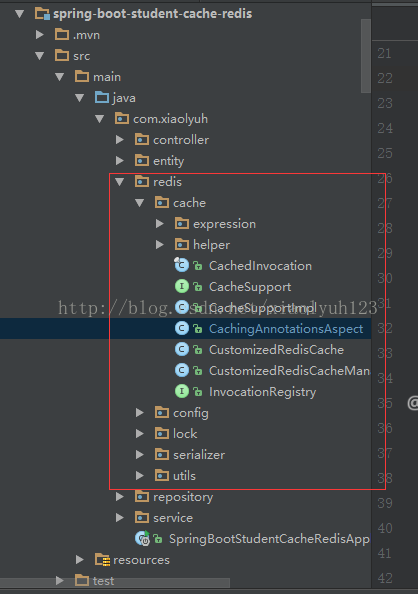 spring-boot-student-cache-redis
.mvn
21
src
22
main
23
java
24
com.xiaolyuh
controller
25
entity
redis
26
cache
27
expression
28
helper
29
CachedInvocation
30
CacheSupport
31
CacheSupportImpl
http://blog.csdn.net/xiaolyuh123
CachingAnnotationsAspect
32
CustomizedRedisCache
33
CustomizedRedisCacheMan
34
InvocationRegistry
35
config
@
36
lock
37
serializer
utils
38
repository
39
service
40
SpringBootStudentCacheRedisApp
41
resources
test
42